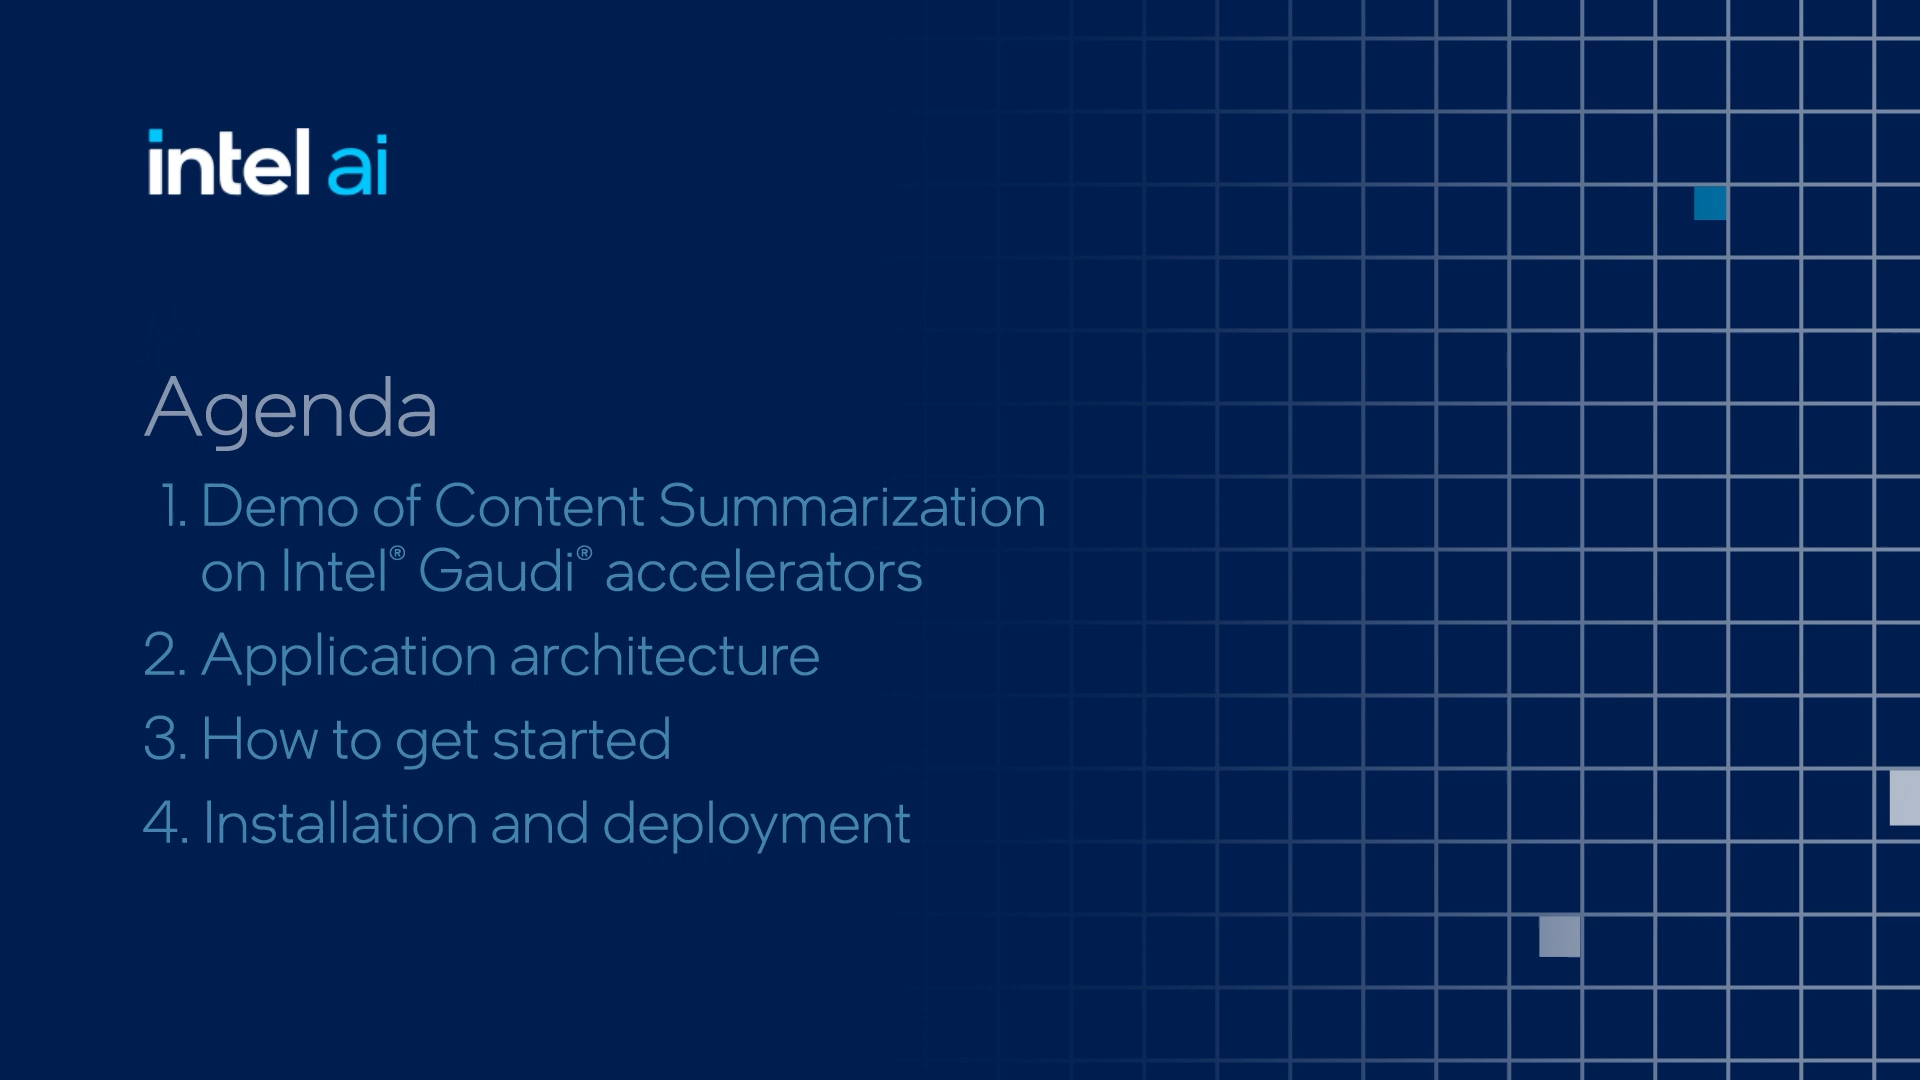 intel ai
Agenda
1. Demo of Content Summarization
on Intel® Gaudi® accelerators
2. Application architecture
3. How to get started
4. Installation and deployment